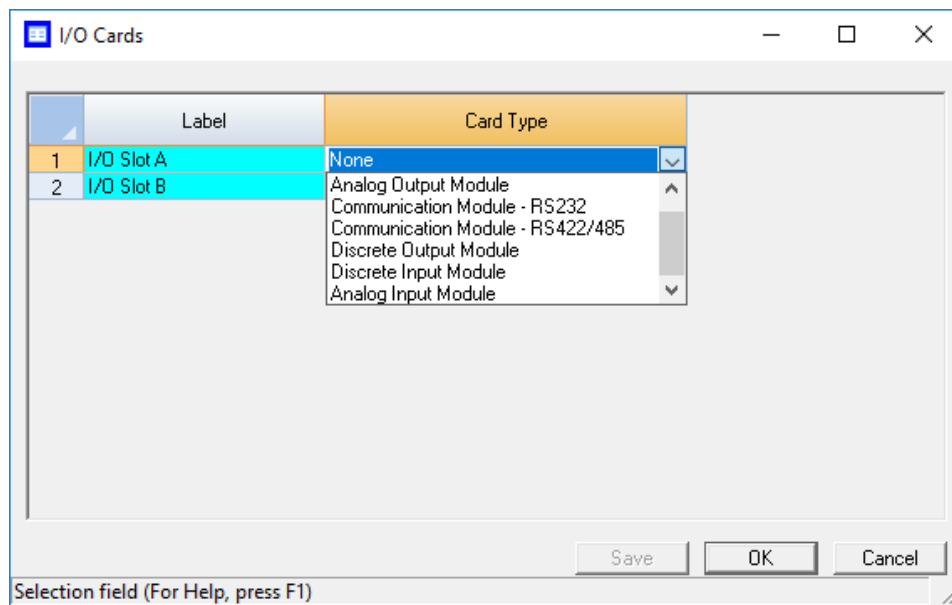 I/O Cards
Label Card Type
1 I/O Slot A None
2 I/O Slot B
Analog Output Module
Communication Module - RS232
Communication Module - RS422/485
Discrete Output Module
Discrete Input Module
Analog Input Module
Save OK Cancel
Selection field (For Help, press F1)